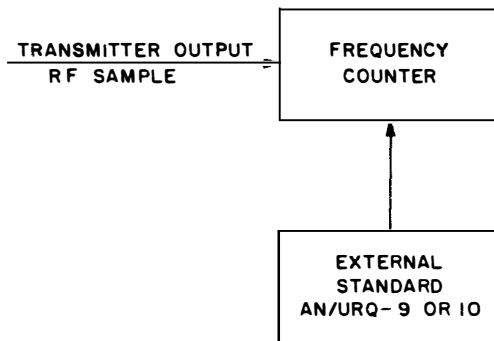 TRANSMITTER OUTPUT
RF SAMPLE
FREQUENCY
COUNTER
EXTERNAL
STANDARD
AN/URQ-9 OR 10